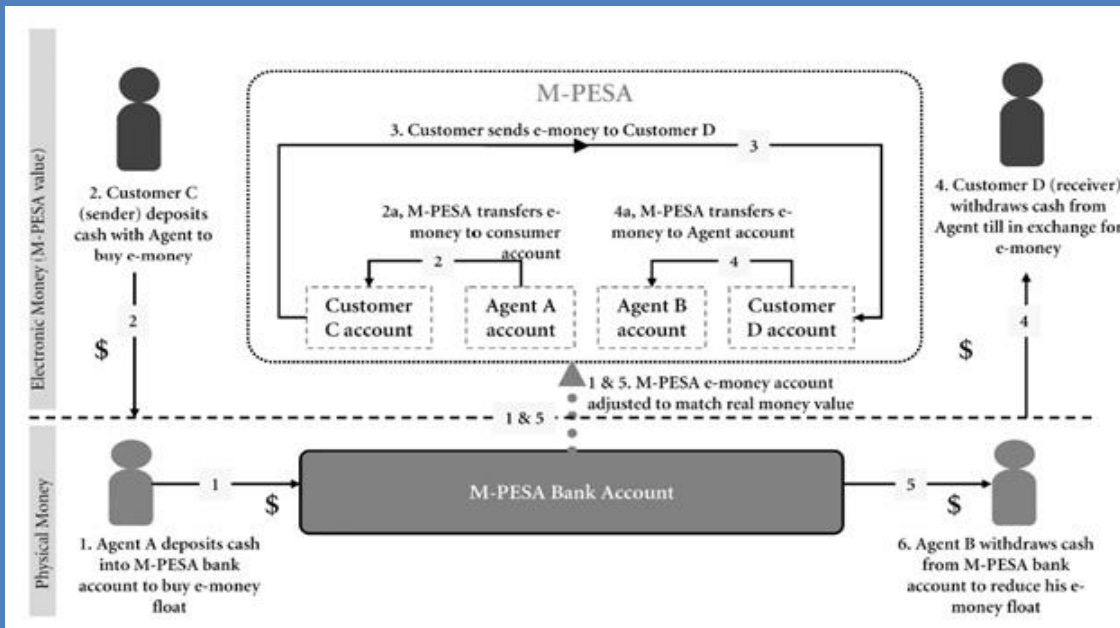 Electronic Money (M-PESA value)
Physical Money
M-PESA
3. Customer sends e-money to Customer D
3
2. Customer C
(sender) deposits
cash with Agent to
buy e-money
2
$
2a, M-PESA transfers e-
money to consumer
account
2
4a, M-PESA transfers e-
money to Agent account
4
Customer
C account
Agent A
account
Agent B
account
Customer
D account
4. Customer D (receiver)
withdraws cash from
Agent till in exchange for
e-money
$
4
1 & 5. M-PESA e-money account
adjusted to match real money value
1 & 5
1
$
M-PESA Bank Account
5
$
1. Agent A deposits cash
into M-PESA bank
account to buy e-money
float
6. Agent B withdraws cash
from M-PESA bank
account to reduce his e-
money float